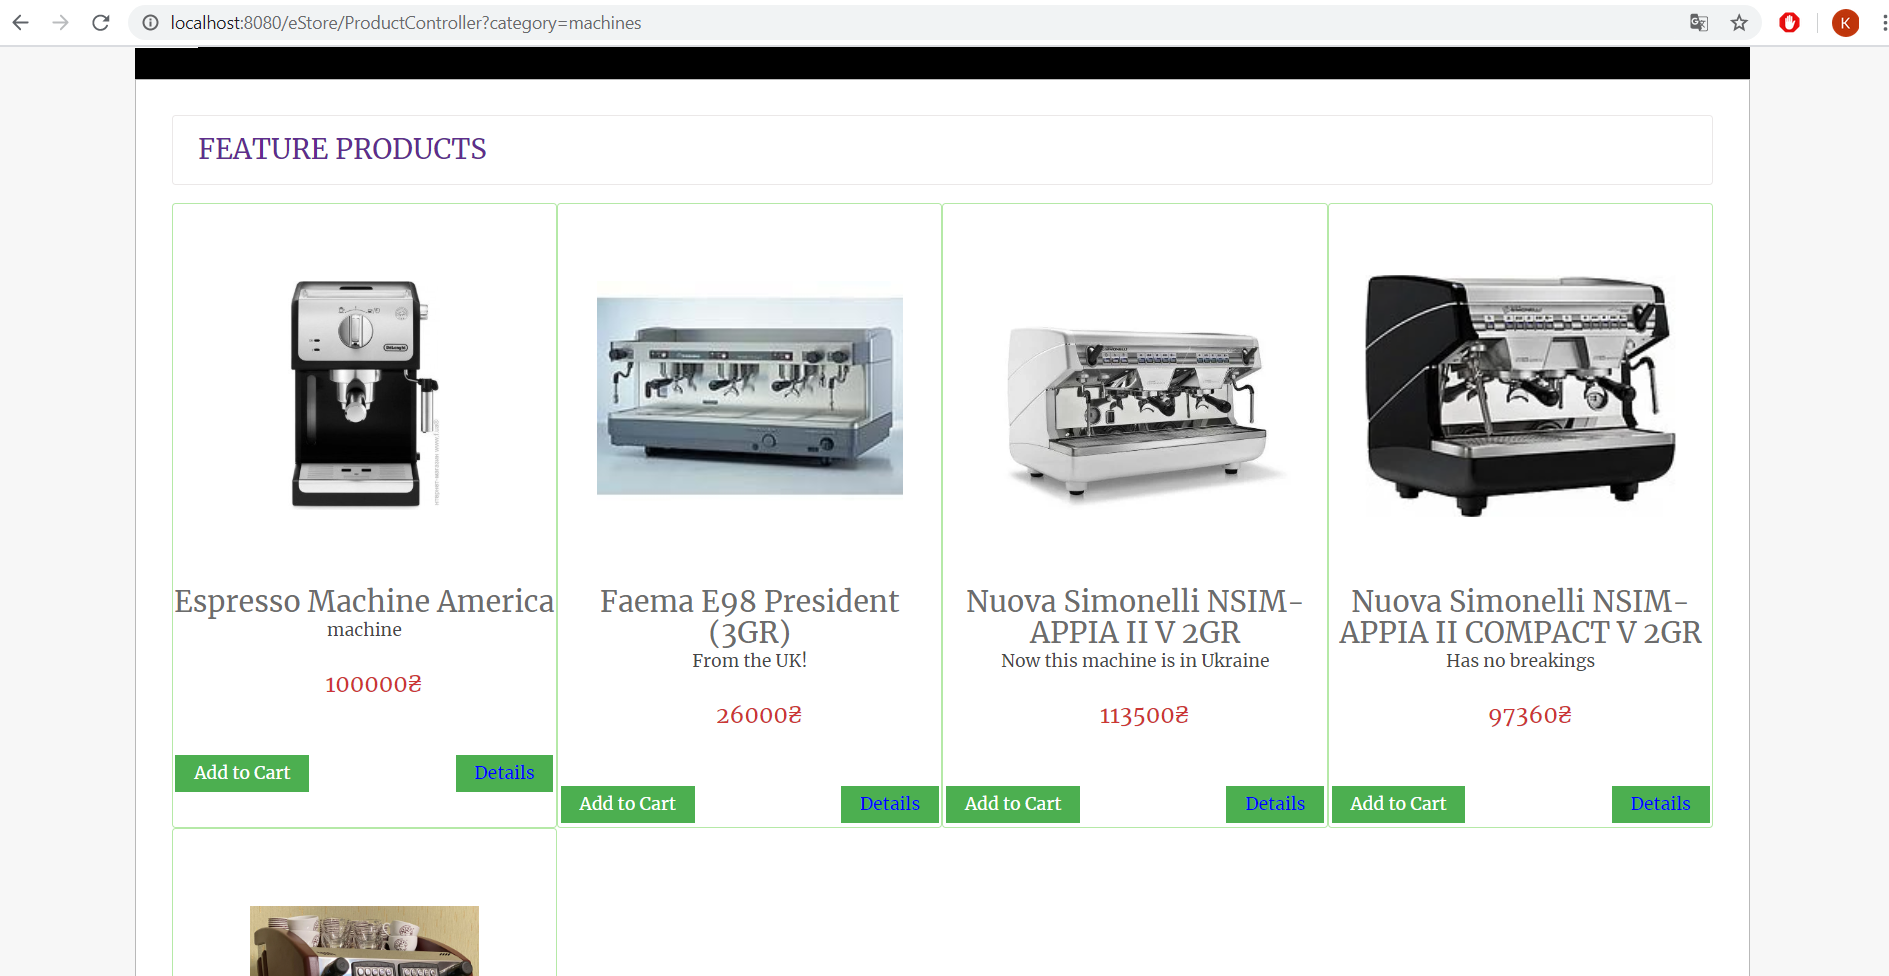 localhost:8080/eStore/ProductController?category=machines
K
FEATURE PRODUCTS
DeLonghi
SIMONELLI
SIMONELLI
Espresso Machine America
machine
100000₴
Add to Cart
Details
Faema E98 President
(3GR)
From the UK!
26000₴
Add to Cart
Details
Nuova Simonelli NSIM-
APPIA II V 2GR
Now this machine is in Ukraine
113500₴
Add to Cart
Details
Nuova Simonelli NSIM-
APPIA II COMPACT V 2GR
Has no breakings
97360₴
Add to Cart
Details